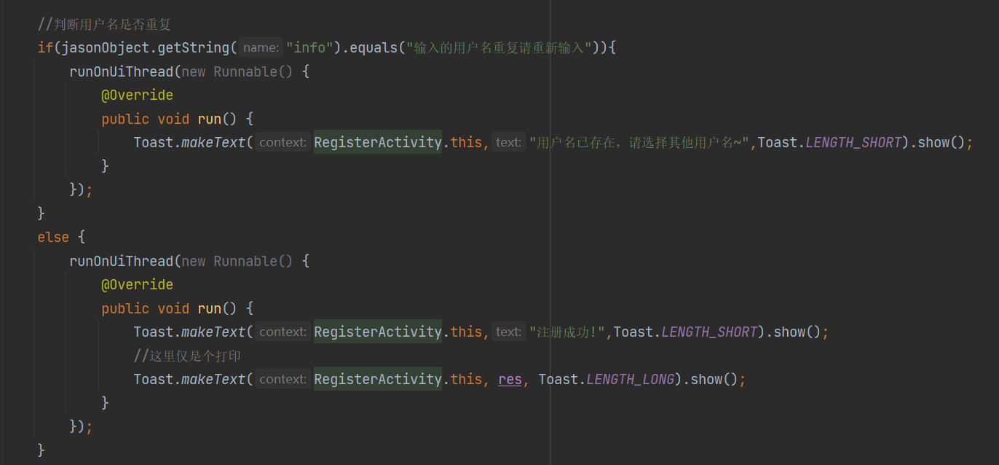 //判断用户名是否重复
if(jasonObject.getString( name: "info").equals("输入的用户名重复请重新输入")){
runOnUiThread(new Runnable() {
@Override
public void run() {
Toast.makeText( context: RegisterActivity.this, text: "用户名已存在，请选择其他用户名~",Toast.LENGTH_SHORT).show();
}
});
}
else {
runOnUiThread(new Runnable() {
@Override
public void run() {
Toast.makeText( context: RegisterActivity.this, text: "注册成功!",Toast.LENGTH_SHORT).show();
//这里仅是个打印
Toast.makeText( context: RegisterActivity.this, res, Toast.LENGTH_LONG).show();
}
});
}